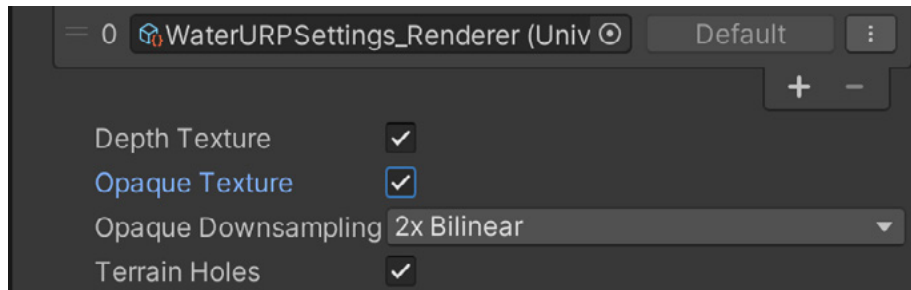 0 WaterURPSettings_Renderer (Univ Default
Depth Texture
Opaque Texture
Opaque Downsampling 2x Bilinear
Terrain Holes